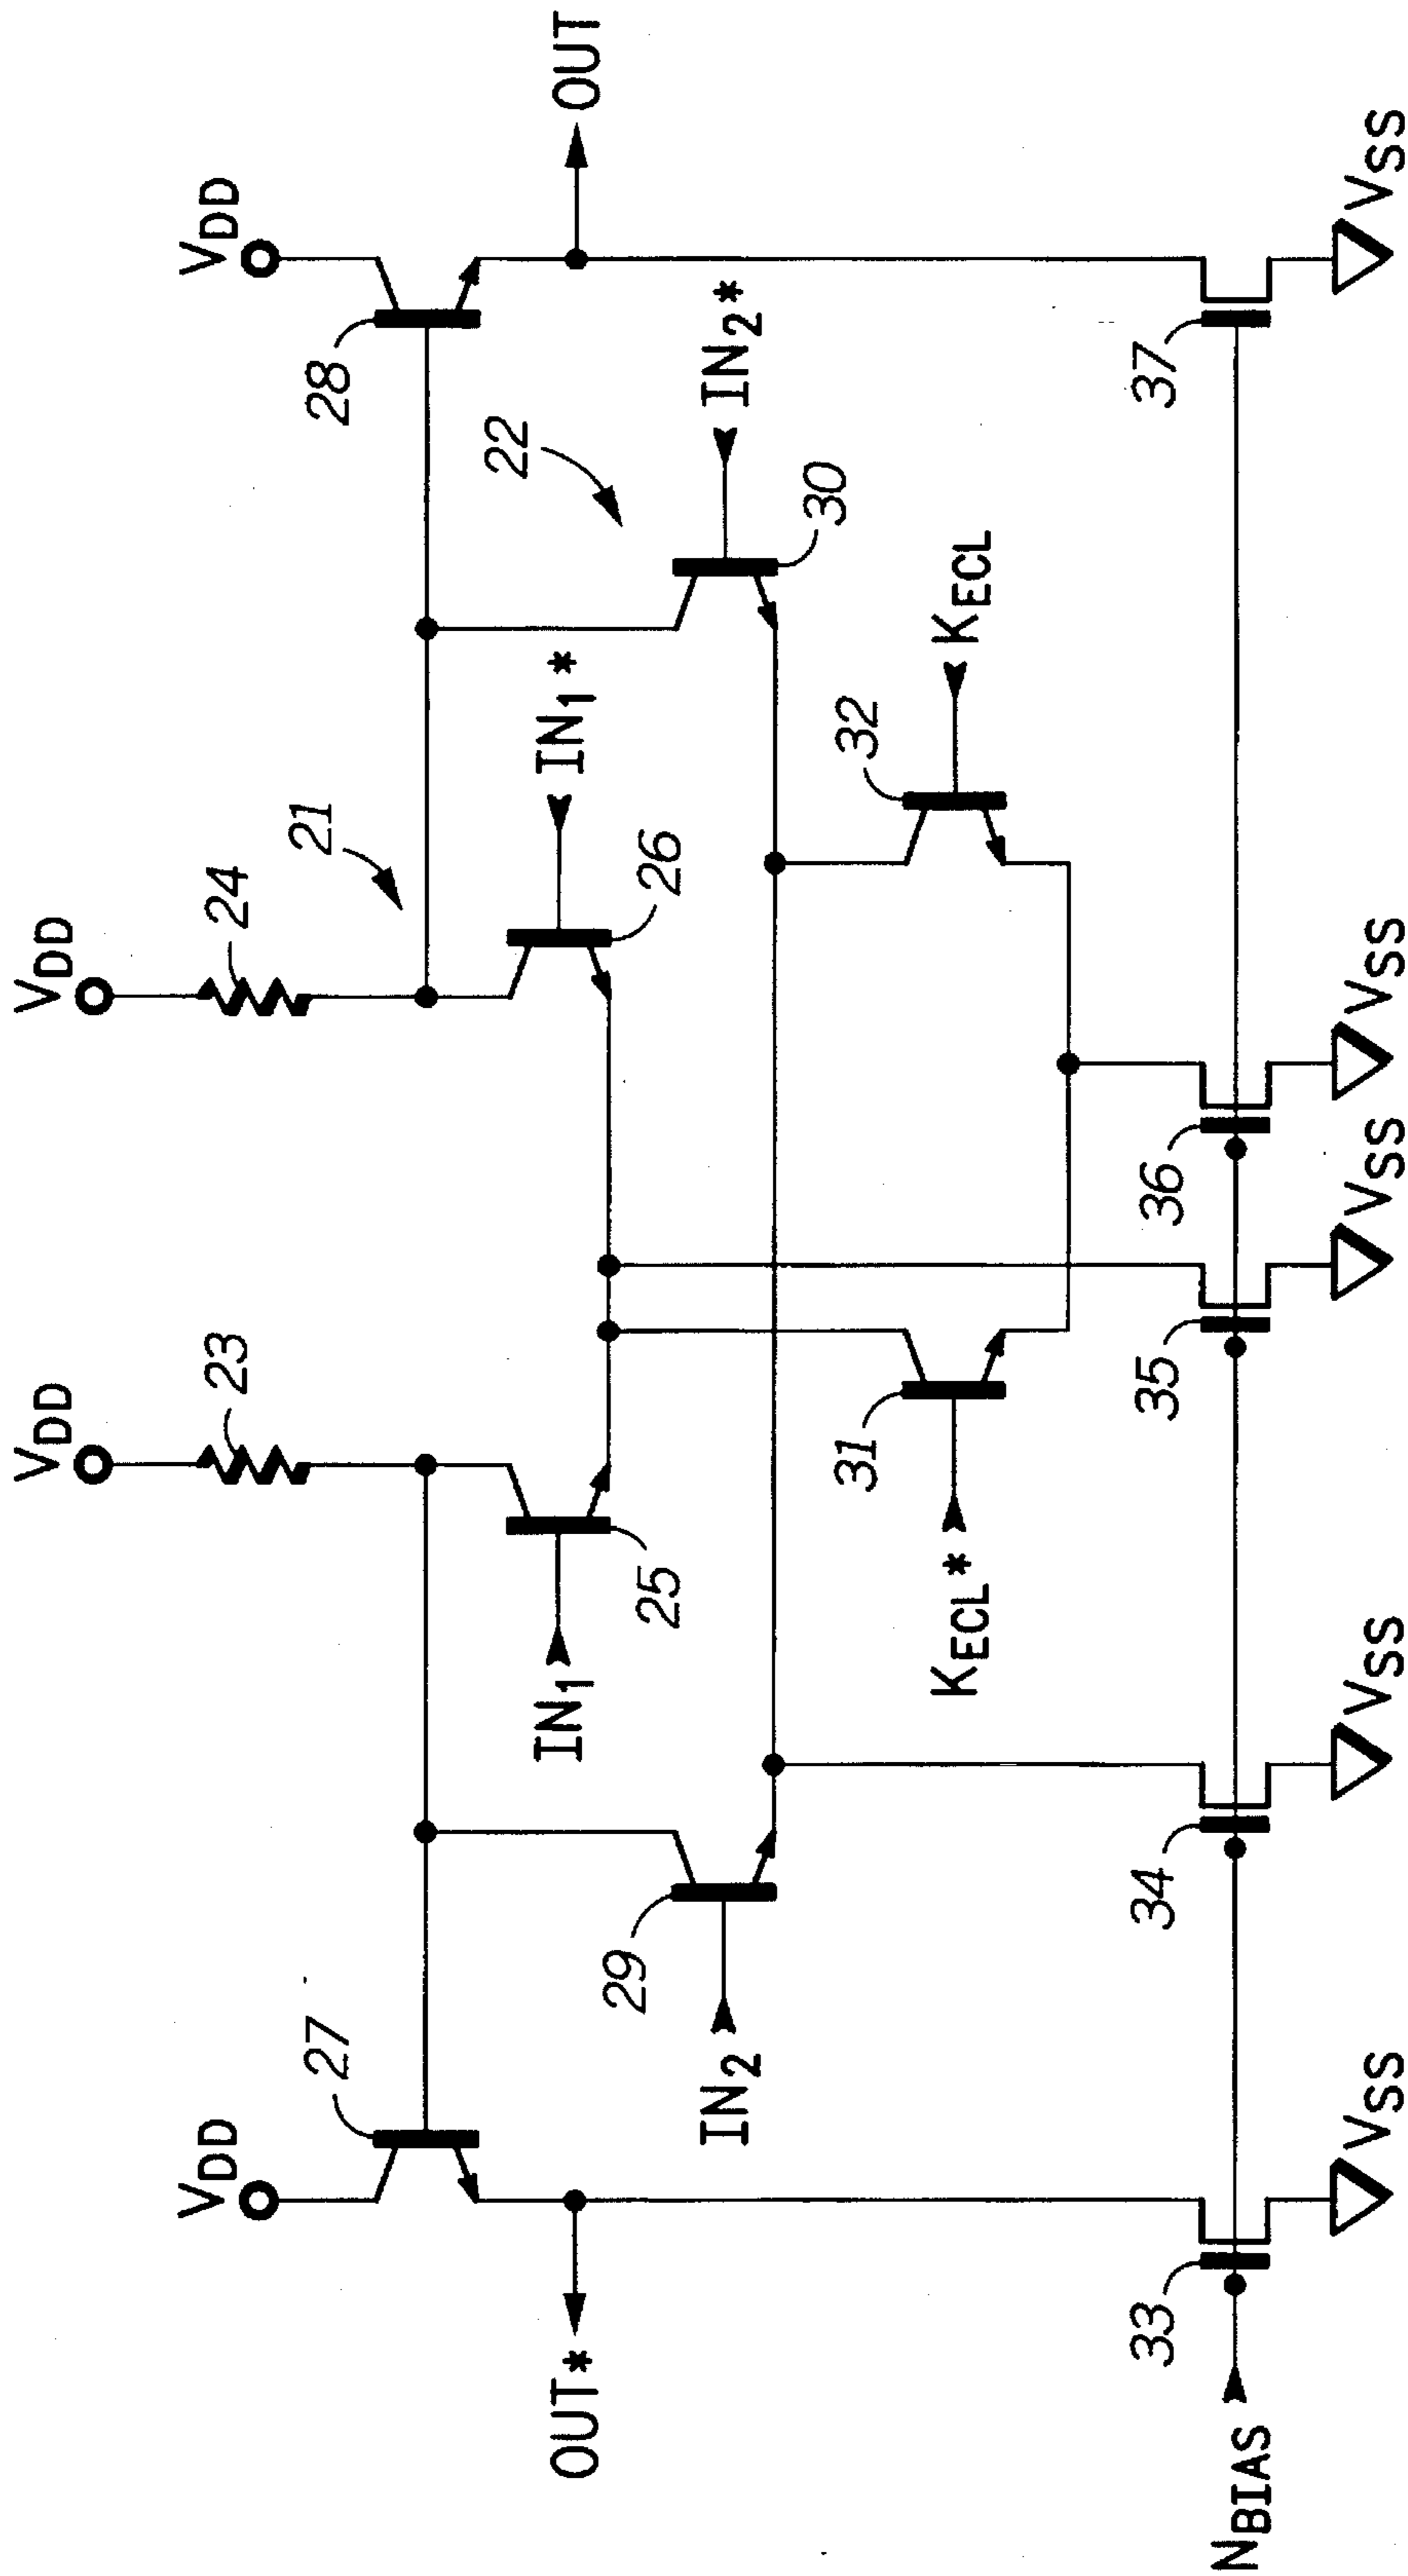 VDD
VDD
VDD
VDD
23
24
21
27
28
OUT*
OUT
IN1
IN1*
25
26
22
29
IN2
IN2*
30
31
32
KECL*
KECL
33
34
35
36
37
NBIAS
VSS
VSS
VSS
VSS
VSS